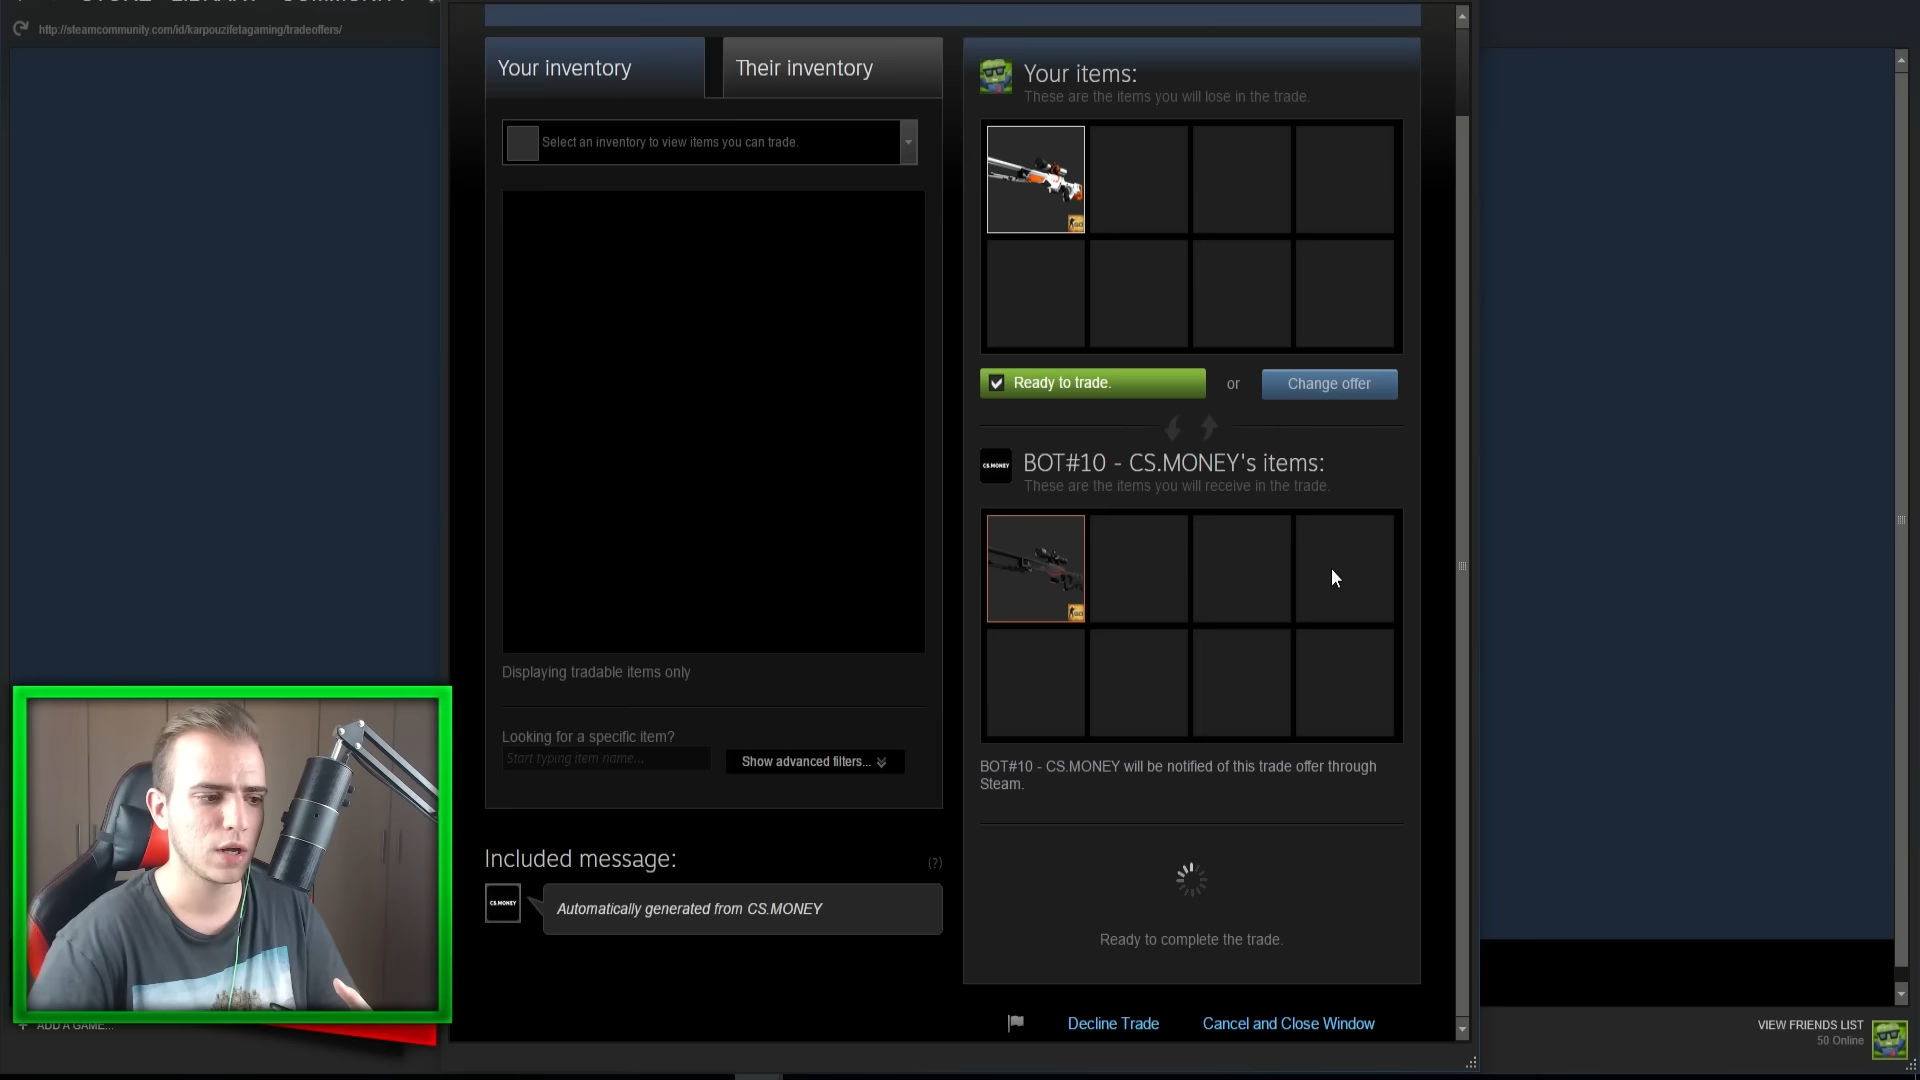 http://steamcommunity.com/id/karpouzifetagaming/tradeoffers/
Your inventory
Their inventory
Select an inventory to view items you can trade.
Displaying tradable items only
Looking for a specific item?
Start typing item name...
Show advanced filters...
Included message:
(?)
CS.MONEY
Automatically generated from CS.MONEY
Your items:
These are the items you will lose in the trade.
Ready to trade.
or
Change offer
CS.MONEY
BOT#10 - CS.MONEY's items:
These are the items you will receive in the trade.
BOT#10 - CS.MONEY will be notified of this trade offer through
Steam.
Ready to complete the trade.
Decline Trade
Cancel and Close Window
ADD A GAME...
VIEW FRIENDS LIST
50 Online